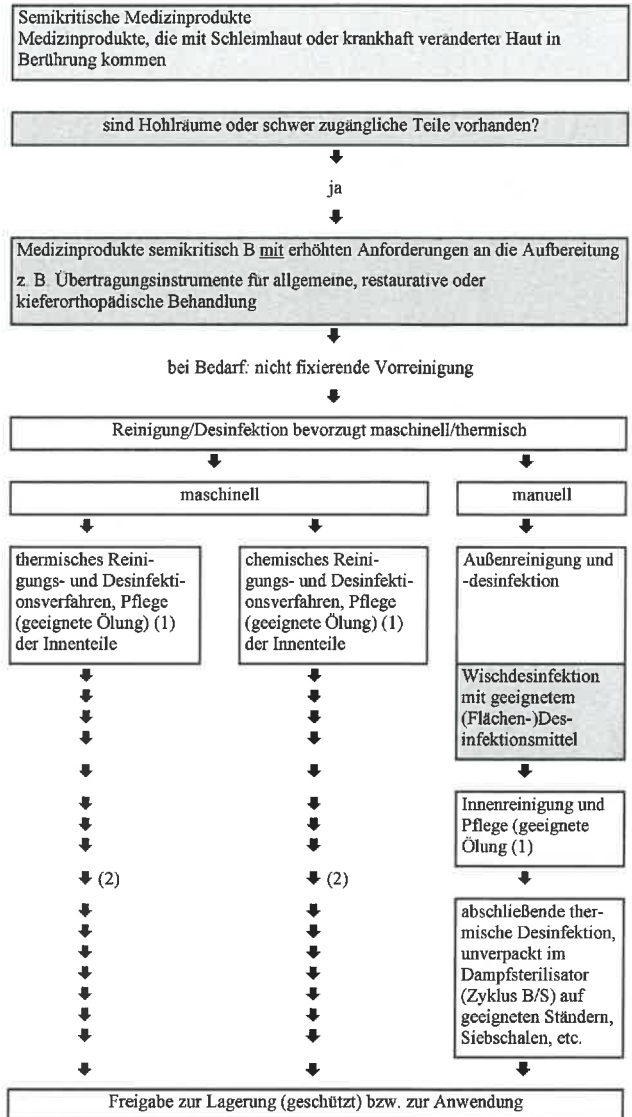 Semikritische Medizinprodukte
Medizinprodukte, die mit Schleimhaut oder krankhaft veränderter Haut in
Berührung kommen
sind Hohlräume oder schwer zugängliche Teile vorhanden?
ja
Medizinprodukte semikritisch B mit erhöhten Anforderungen an die Aufbereitung
z. B. Übertragungsinstrumente für allgemeine, restaurative oder
kieferorthopädische Behandlung
bei Bedarf: nicht fixierende Vorreinigung
Reinigung/Desinfektion bevorzugt maschinell/thermisch
maschinell
manuell
thermisches Reini-
gungs- und Desinfekti-
onsverfahren, Pflege
(geeignete Ölung) (1)
der Innenteile
chemisches Reini-
gungs- und Desinfekti-
onsverfahren, Pflege
(geeignete Ölung) (1)
der Innenteile
Außenreinigung und
-desinfektion
Wischdesinfektion
mit geeignetem
(Flächen-)Des-
infektionsmittel
Innenreinigung und
Pflege (geeignete
Ölung (1)
(2)
(2)
abschließende ther-
mische Desinfektion,
unverpackt im
Dampfsterilisator
(Zyklus B/S) auf
geeigneten Ständern,
Siebschalen, etc.
Freigabe zur Lagerung (geschützt) bzw. zur Anwendung